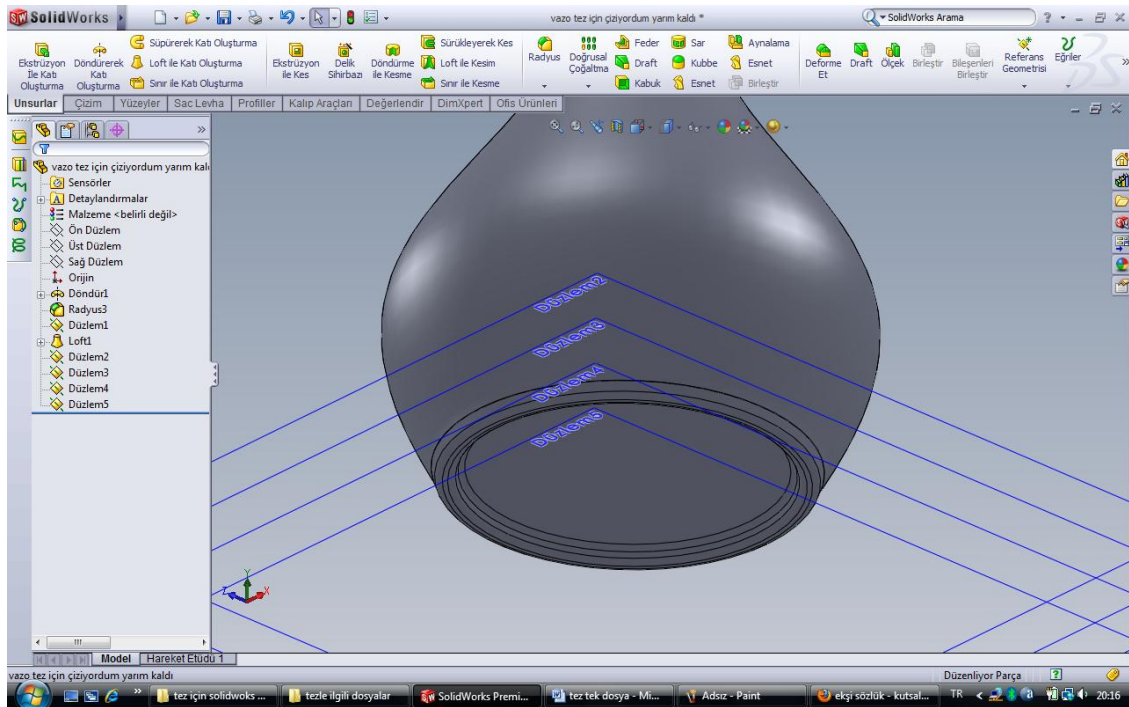 SolidWorks
vazo tez için çiziyordum yarım kaldı *
SolidWorks Arama
Ekstrüzyon İle Katı Oluşturma
Döndürerek Katı Oluşturma
Süpürerek Katı Oluşturma
Loft ile Katı Oluşturma
Sınır ile Katı Oluşturma
Ekstrüzyon ile Kes
Delik Sihirbazı
Döndürme ile Kesme
Sürükleyerek Kes
Loft ile Kesim
Sınır ile Kesme
Radyus
Doğrusal Çoğaltma
Feder
Draft
Kabuk
Sar
Kubbe
Esnet
Aynalama
Esnet
Birleştir
Deforme Et
Draft
Ölçek
Birleştir
Bileşenleri Birleştir
Referans Geometrisi
Eğriler
Unsurlar
Çizim
Yüzeyler
Sac Levha
Profiller
Kalıp Araçları
Değerlendir
DimXpert
Ofis Ürünleri
vazo tez için çiziyordum yarım kalı
Sensörler
Detaylandırmalar
Malzeme <belirli değil>
Ön Düzlem
Üst Düzlem
Sağ Düzlem
Orijin
Döndür1
Radyus3
Düzlem1
Loft1
Düzlem2
Düzlem3
Düzlem4
Düzlem5
Düzlem2
Düzlem3
Düzlem4
Düzlem5
Y
Z
X
Model
Hareket Etüdü 1
vazo tez için çiziyordum yarım kaldı
Düzenliyor Parça
tez için solidwoks ...
tezle ilgili dosyalar
SolidWorks Premi...
tez tek dosya - Mi...
Adsız - Paint
ekşi sözlük - kutsal...
TR
20:16